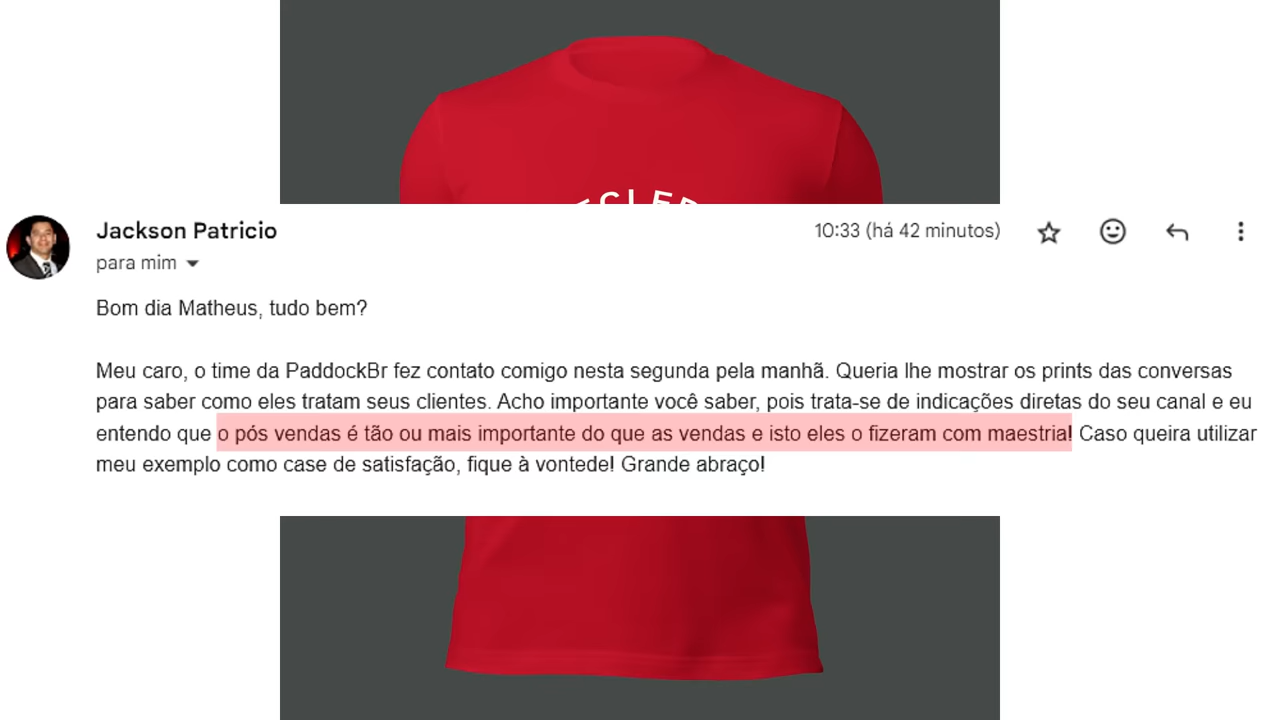 Jackson Patricio
10:33 (há 42 minutos)
para mim
Bom dia Matheus, tudo bem?
Meu caro, o time da PaddockBr fez contato comigo nesta segunda pela manhã. Queria lhe mostrar os prints das conversas
para saber como eles tratam seus clientes. Acho importante você saber, pois trata-se de indicações diretas do seu canal e eu
entendo que o pós vendas é tão ou mais importante do que as vendas e isto eles o fizeram com maestria! Caso queira utilizar
meu exemplo como case de satisfação, fique à vontede! Grande abraço!